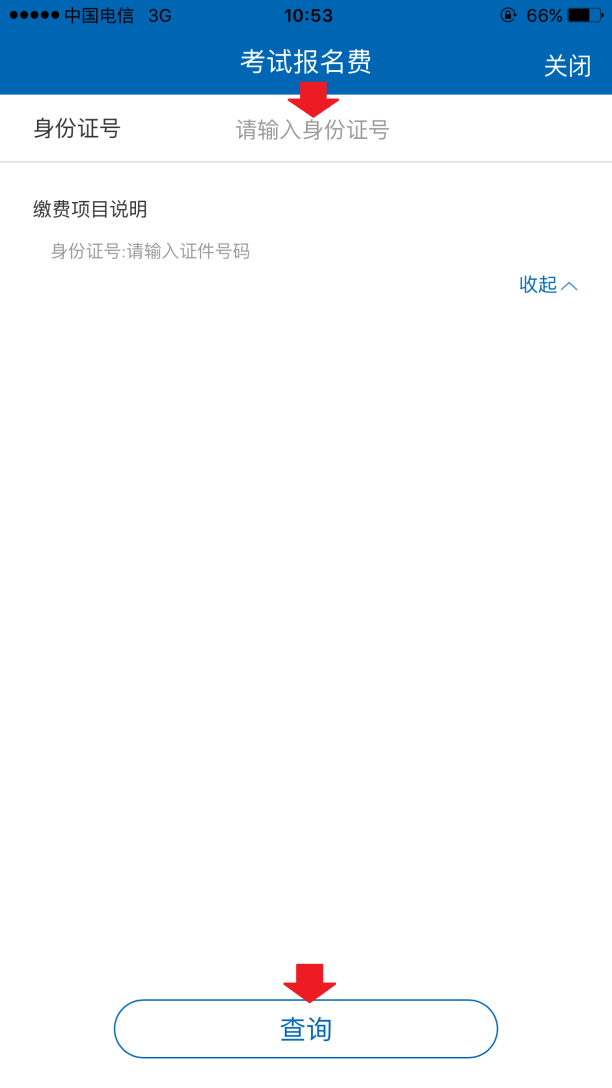 中国电信 3G 10:53 66%
考试报名费 关闭
身份证号 请输入身份证号
缴费项目说明
身份证号:请输入证件号码
收起
查询